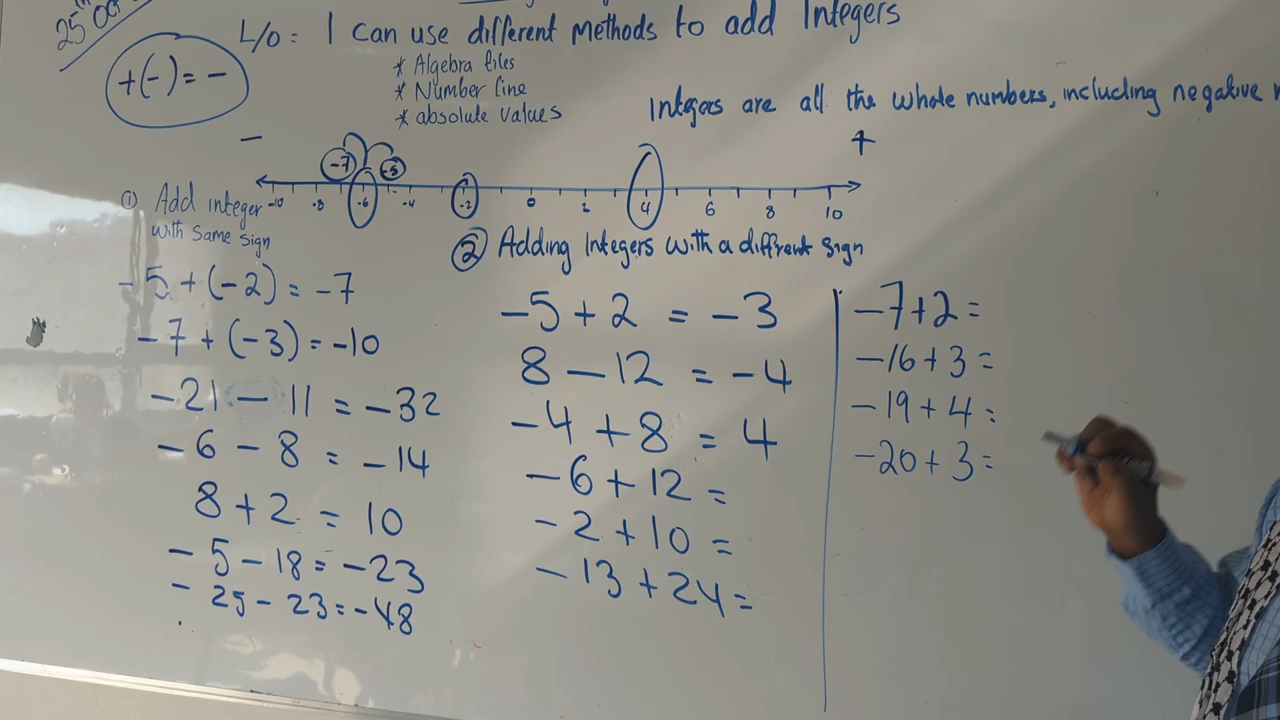 25th Oct
L/O: I can use different methods to add Integers
+(-) = -
* Algebra tiles
* Number line
* absolute values
Integers are all the whole numbers, including negative
- +
-7 -5
-10 -8 -6 -4 -2 0 2 4 6 8 10
① Add integer
with same sign
-5 + (-2) = -7
-7 + (-3) = -10
-21 - 11 = -32
-6 - 8 = -14
8 + 2 = 10
-5 - 18 = -23
-25 - 23 = -48
② Adding Integers with a different sign
-5 + 2 = -3
8 - 12 = -4
-4 + 8 = 4
-6 + 12 =
-2 + 10 =
-13 + 24 =
-7 + 2 =
-16 + 3 =
-19 + 4 =
-20 + 3 =